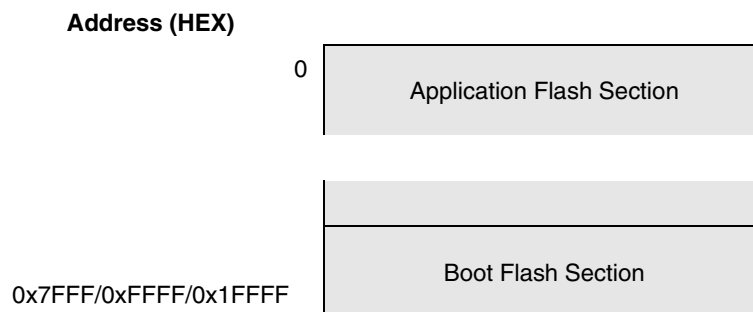 Address (HEX)
0
Application Flash Section
Boot Flash Section
0x7FFF/0xFFFF/0x1FFFF